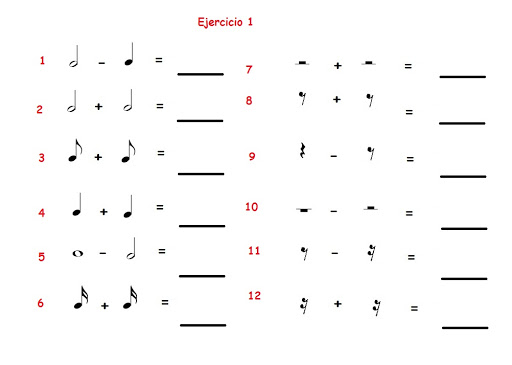 Ejercicio 1
1 - =
2 + =
3 + =
4 + =
5 - =
6 + =
7 + =
8 + =
9 - =
10 - =
11 - =
12 + =